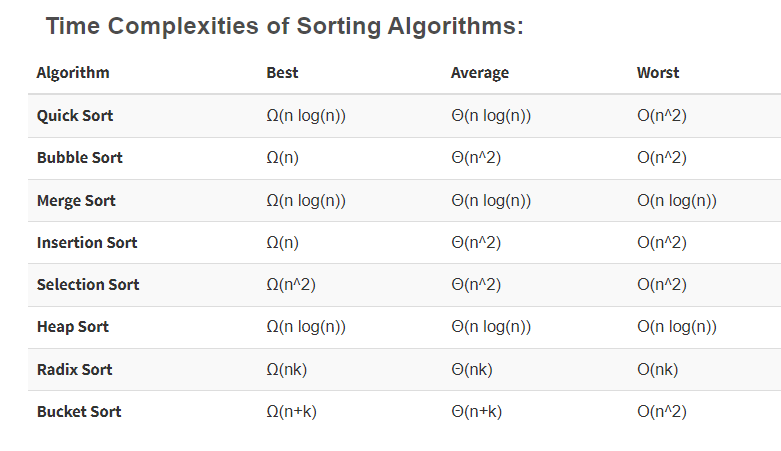 Time Complexities of Sorting Algorithms:
Algorithm Best Average Worst
Quick Sort Ω(n log(n)) Θ(n log(n)) O(n^2)
Bubble Sort Ω(n) Θ(n^2) O(n^2)
Merge Sort Ω(n log(n)) Θ(n log(n)) O(n log(n))
Insertion Sort Ω(n) Θ(n^2) O(n^2)
Selection Sort Ω(n^2) Θ(n^2) O(n^2)
Heap Sort Ω(n log(n)) Θ(n log(n)) O(n log(n))
Radix Sort Ω(nk) Θ(nk) O(nk)
Bucket Sort Ω(n+k) Θ(n+k) O(n^2)